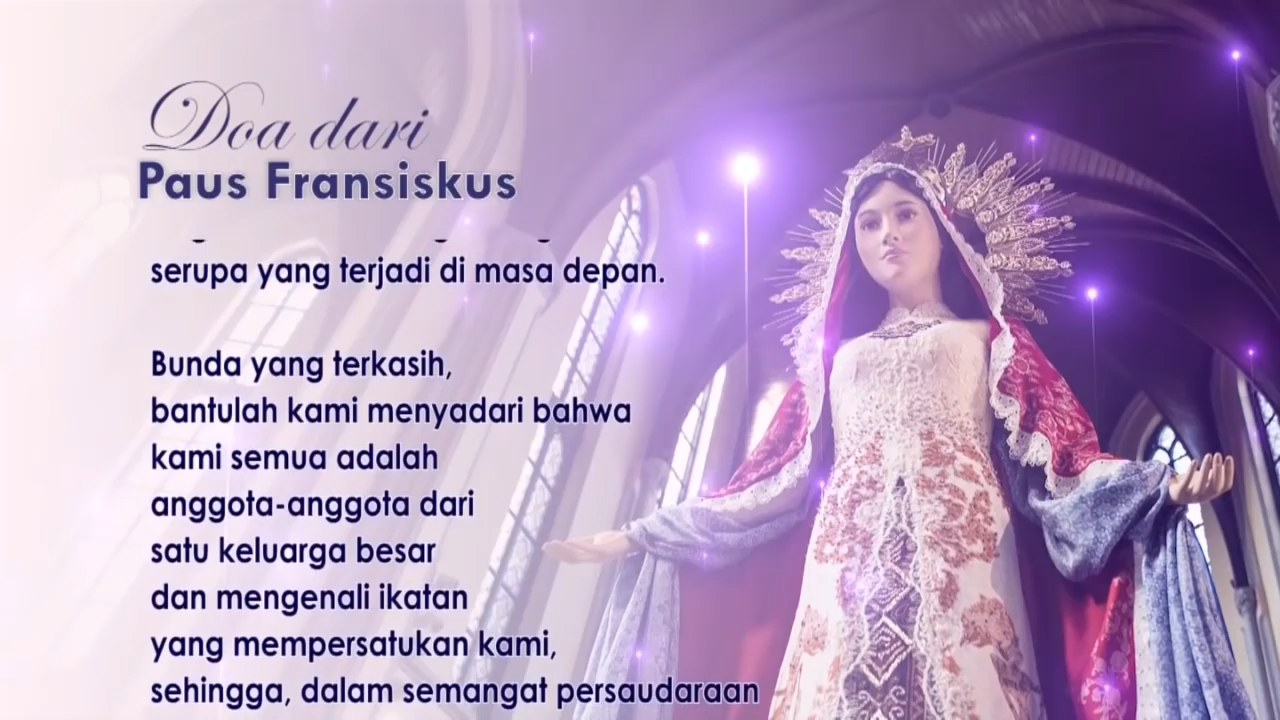 Doa dari
Paus Fransiskus
serupa yang terjadi di masa depan.
Bunda yang terkasih,
bantulah kami menyadari bahwa
kami semua adalah
anggota-anggota dari
satu keluarga besar
dan mengenali ikatan
yang mempersatukan kami,
sehingga, dalam semangat persaudaraan